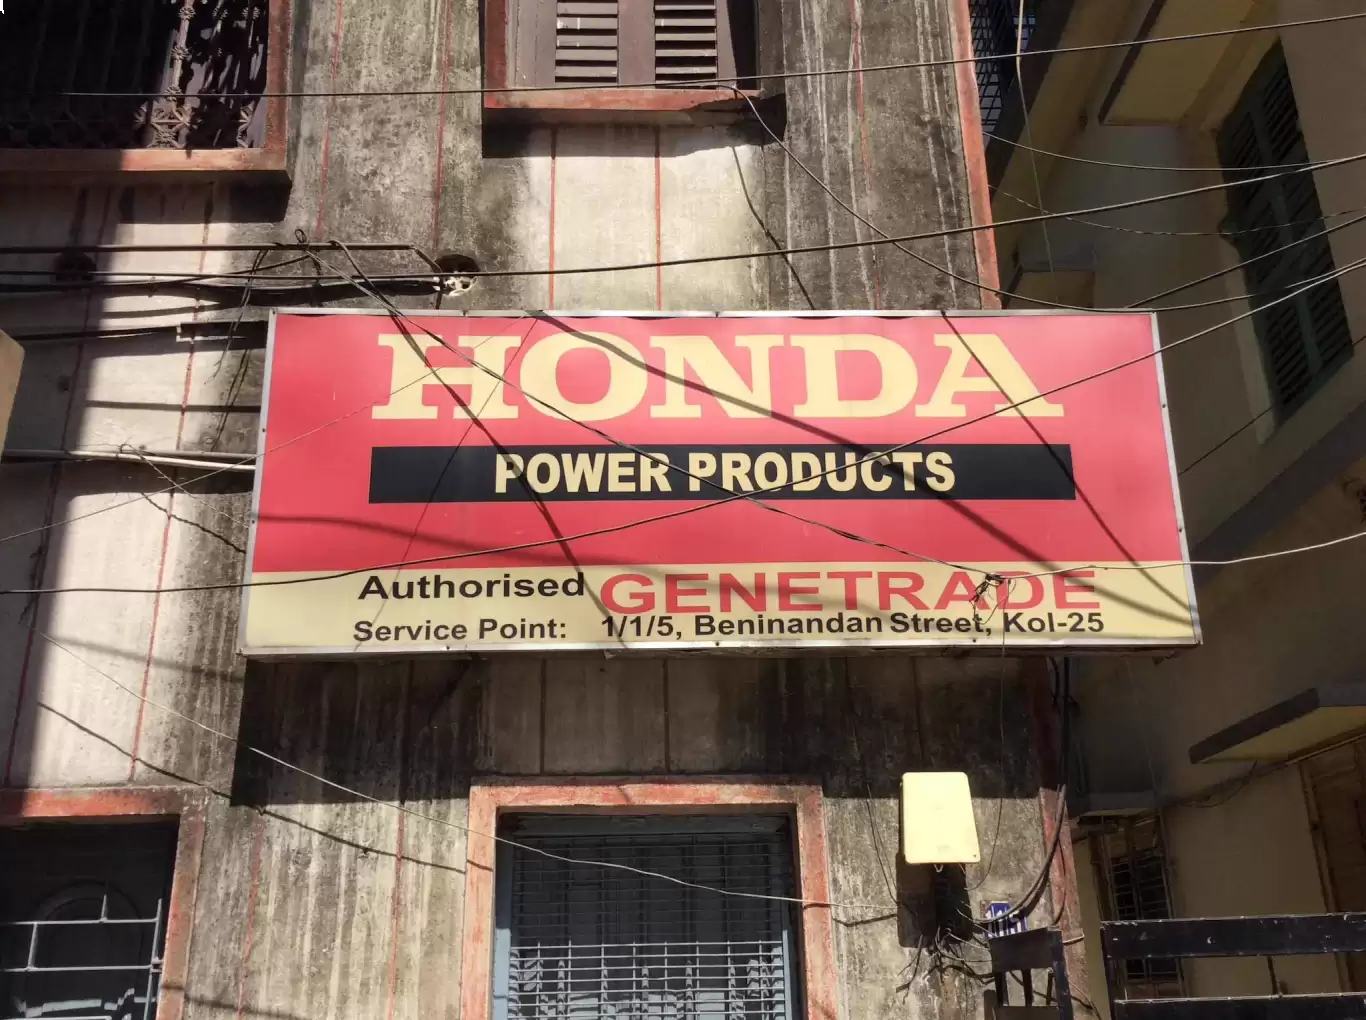 HONDA
POWER PRODUCTS
Authorised GENETRADE
Service Point: 1/1/5, Beninandan Street, Kol-25